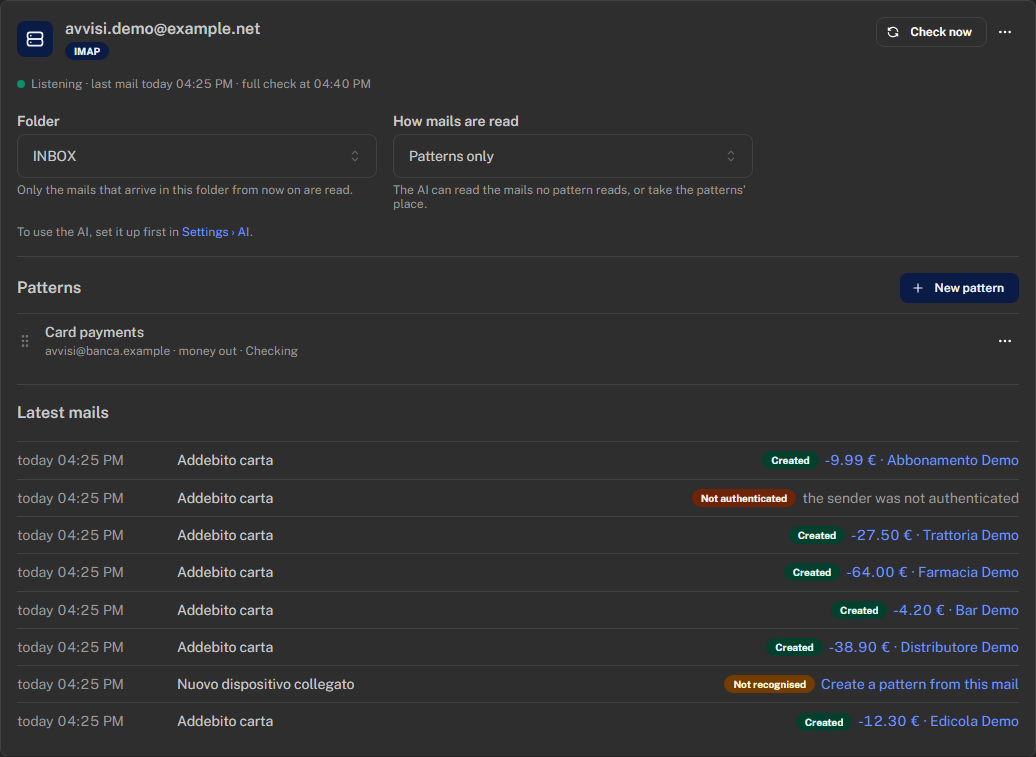 avvisi.demo@example.net
IMAP
Check now
Listening · last mail today 04:25 PM · full check at 04:40 PM
Folder
INBOX
Only the mails that arrive in this folder from now on are read.
How mails are read
Patterns only
The AI can read the mails no pattern reads, or take the patterns'
place.
To use the AI, set it up first in Settings › AI.
Patterns
New pattern
Card payments
avvisi@banca.example · money out · Checking
Latest mails
today 04:25 PM Addebito carta Created -9.99 € · Abbonamento Demo
today 04:25 PM Addebito carta Not authenticated the sender was not authenticated
today 04:25 PM Addebito carta Created -27.50 € · Trattoria Demo
today 04:25 PM Addebito carta Created -64.00 € · Farmacia Demo
today 04:25 PM Addebito carta Created -4.20 € · Bar Demo
today 04:25 PM Addebito carta Created -38.90 € · Distributore Demo
today 04:25 PM Nuovo dispositivo collegato Not recognised Create a pattern from this mail
today 04:25 PM Addebito carta Created -12.30 € · Edicola Demo